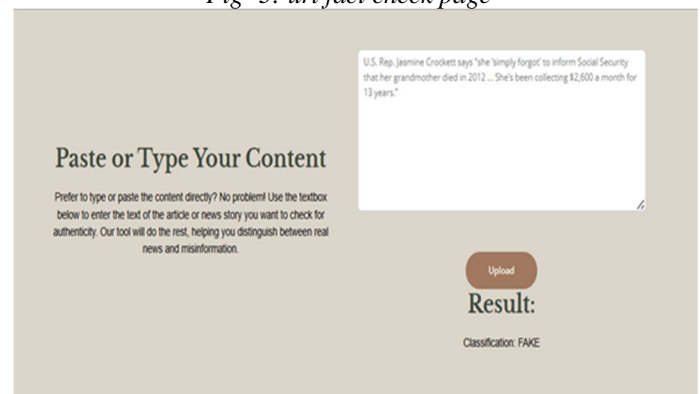 Fig 3: url fact check page
U.S. Rep. Jasmine Crockett says “she 'simply forgot' to inform Social Security
that her grandmother died in 2012 ... She's been collecting $2,600 a month for
13 years.”
Paste or Type Your Content
Prefer to type or paste the content directly? No problem! Use the textbox
below to enter the text of the article or news story you want to check for
authenticity. Our tool will do the rest, helping you distinguish between real
news and misinformation.
Upload
Result:
Classification: FAKE